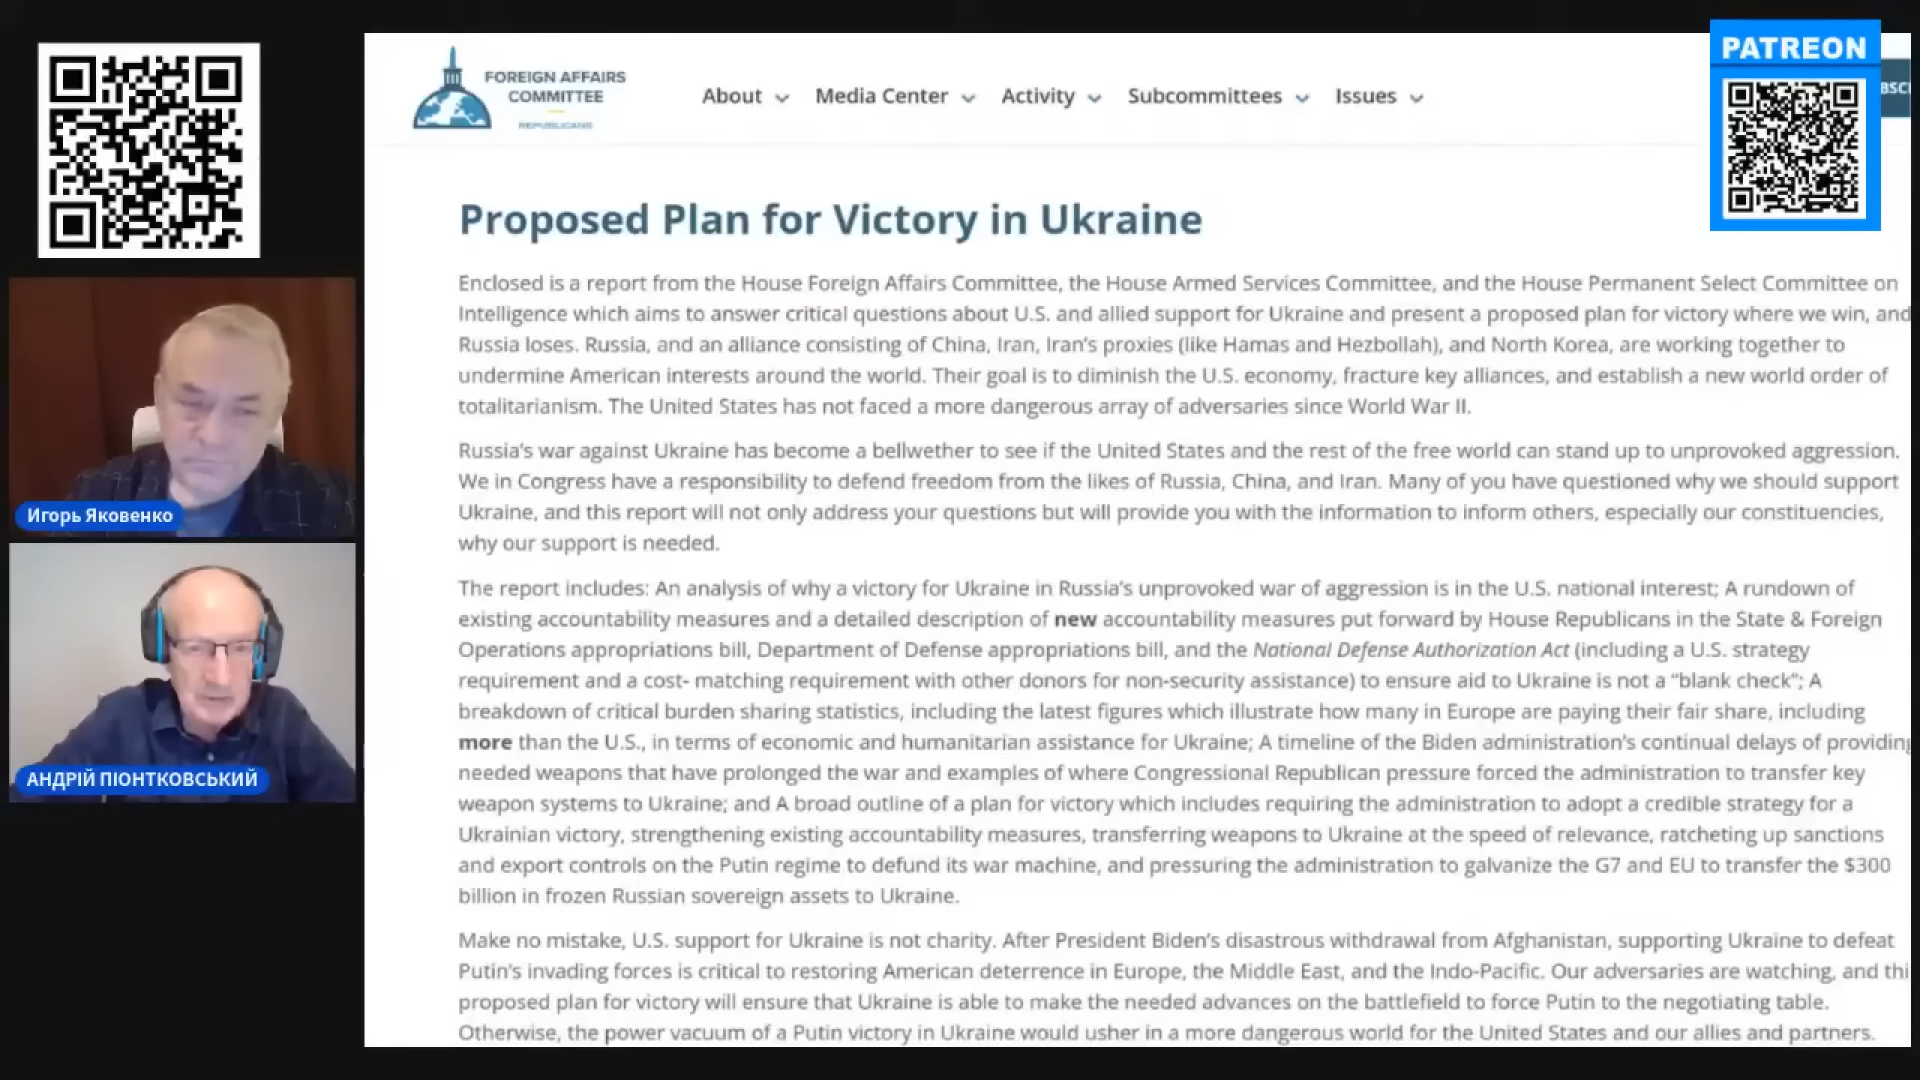 FOREIGN AFFAIRS
COMMITTEE
REPUBLICANS
About Media Center Activity Subcommittees Issues
PATREON
Proposed Plan for Victory in Ukraine
Enclosed is a report from the House Foreign Affairs Committee, the House Armed Services Committee, and the House Permanent Select Committee on
Intelligence which aims to answer critical questions about U.S. and allied support for Ukraine and present a proposed plan for victory where we win, and
Russia loses. Russia, and an alliance consisting of China, Iran, Iran's proxies (like Hamas and Hezbollah), and North Korea, are working together to
undermine American interests around the world. Their goal is to diminish the U.S. economy, fracture key alliances, and establish a new world order of
totalitarianism. The United States has not faced a more dangerous array of adversaries since World War II.
Russia's war against Ukraine has become a bellwether to see if the United States and the rest of the free world can stand up to unprovoked aggression.
We in Congress have a responsibility to defend freedom from the likes of Russia, China, and Iran. Many of you have questioned why we should support
Ukraine, and this report will not only address your questions but will provide you with the information to inform others, especially our constituencies,
why our support is needed.
The report includes: An analysis of why a victory for Ukraine in Russia's unprovoked war of aggression is in the U.S. national interest; A rundown of
existing accountability measures and a detailed description of new accountability measures put forward by House Republicans in the State & Foreign
Operations appropriations bill, Department of Defense appropriations bill, and the National Defense Authorization Act (including a U.S. strategy
requirement and a cost- matching requirement with other donors for non-security assistance) to ensure aid to Ukraine is not a “blank check”; A
breakdown of critical burden sharing statistics, including the latest figures which illustrate how many in Europe are paying their fair share, including
more than the U.S., in terms of economic and humanitarian assistance for Ukraine; A timeline of the Biden administration's continual delays of providing
needed weapons that have prolonged the war and examples of where Congressional Republican pressure forced the administration to transfer key
weapon systems to Ukraine; and A broad outline of a plan for victory which includes requiring the administration to adopt a credible strategy for a
Ukrainian victory, strengthening existing accountability measures, transferring weapons to Ukraine at the speed of relevance, ratcheting up sanctions
and export controls on the Putin regime to defund its war machine, and pressuring the administration to galvanize the G7 and EU to transfer the $300
billion in frozen Russian sovereign assets to Ukraine.
Make no mistake, U.S. support for Ukraine is not charity. After President Biden's disastrous withdrawal from Afghanistan, supporting Ukraine to defeat
Putin's invading forces is critical to restoring American deterrence in Europe, the Middle East, and the Indo-Pacific. Our adversaries are watching, and thi
proposed plan for victory will ensure that Ukraine is able to make the needed advances on the battlefield to force Putin to the negotiating table.
Otherwise, the power vacuum of a Putin victory in Ukraine would usher in a more dangerous world for the United States and our allies and partners.
Игорь Яковенко
АНДРІЙ ПІОНТКОВСЬКИЙ